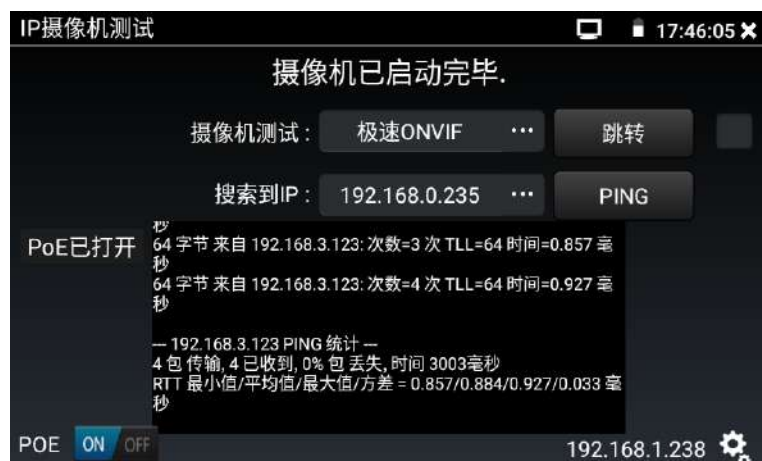 IP摄像机测试 17:46:05
摄像机已启动完毕.
摄像机测试: 极速ONVIF ... 跳转
搜索到IP: 192.168.0.235 ... PING
PoE已打开
秒
64 字节 来自 192.168.3.123: 次数=3 次 TLL=64 时间=0.857 毫
秒
64 字节 来自 192.168.3.123: 次数=4 次 TLL=64 时间=0.927 毫
秒
--- 192.168.3.123 PING 统计 ---
4 包 传输, 4 已收到, 0% 包 丢失, 时间 3003毫秒
RTT 最小值/平均值/最大值/方差 = 0.857/0.884/0.927/0.033 毫
秒
POE ON OFF 192.168.1.238